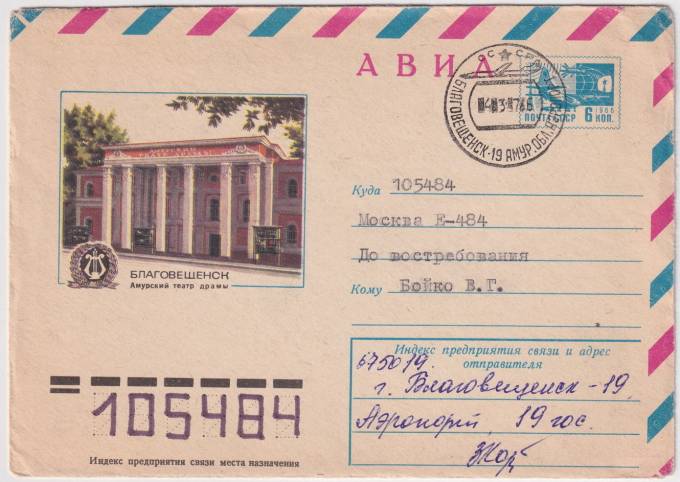 АВИА
ПОЧТА СССР
1966
6 КОП.
БЛАГОВЕЩЕНСК-19 АМУР.ОБЛ.
Куда 105484
Москва Е-484
До востребования
Кому Бойко В.Г.
БЛАГОВЕЩЕНСК
Амурский театр драмы
Индекс предприятия связи и адрес
отправителя
675019.
г. Благовещенск -19,
Аэропорт, 19 гос.
105484
Индекс предприятия связи места назначения